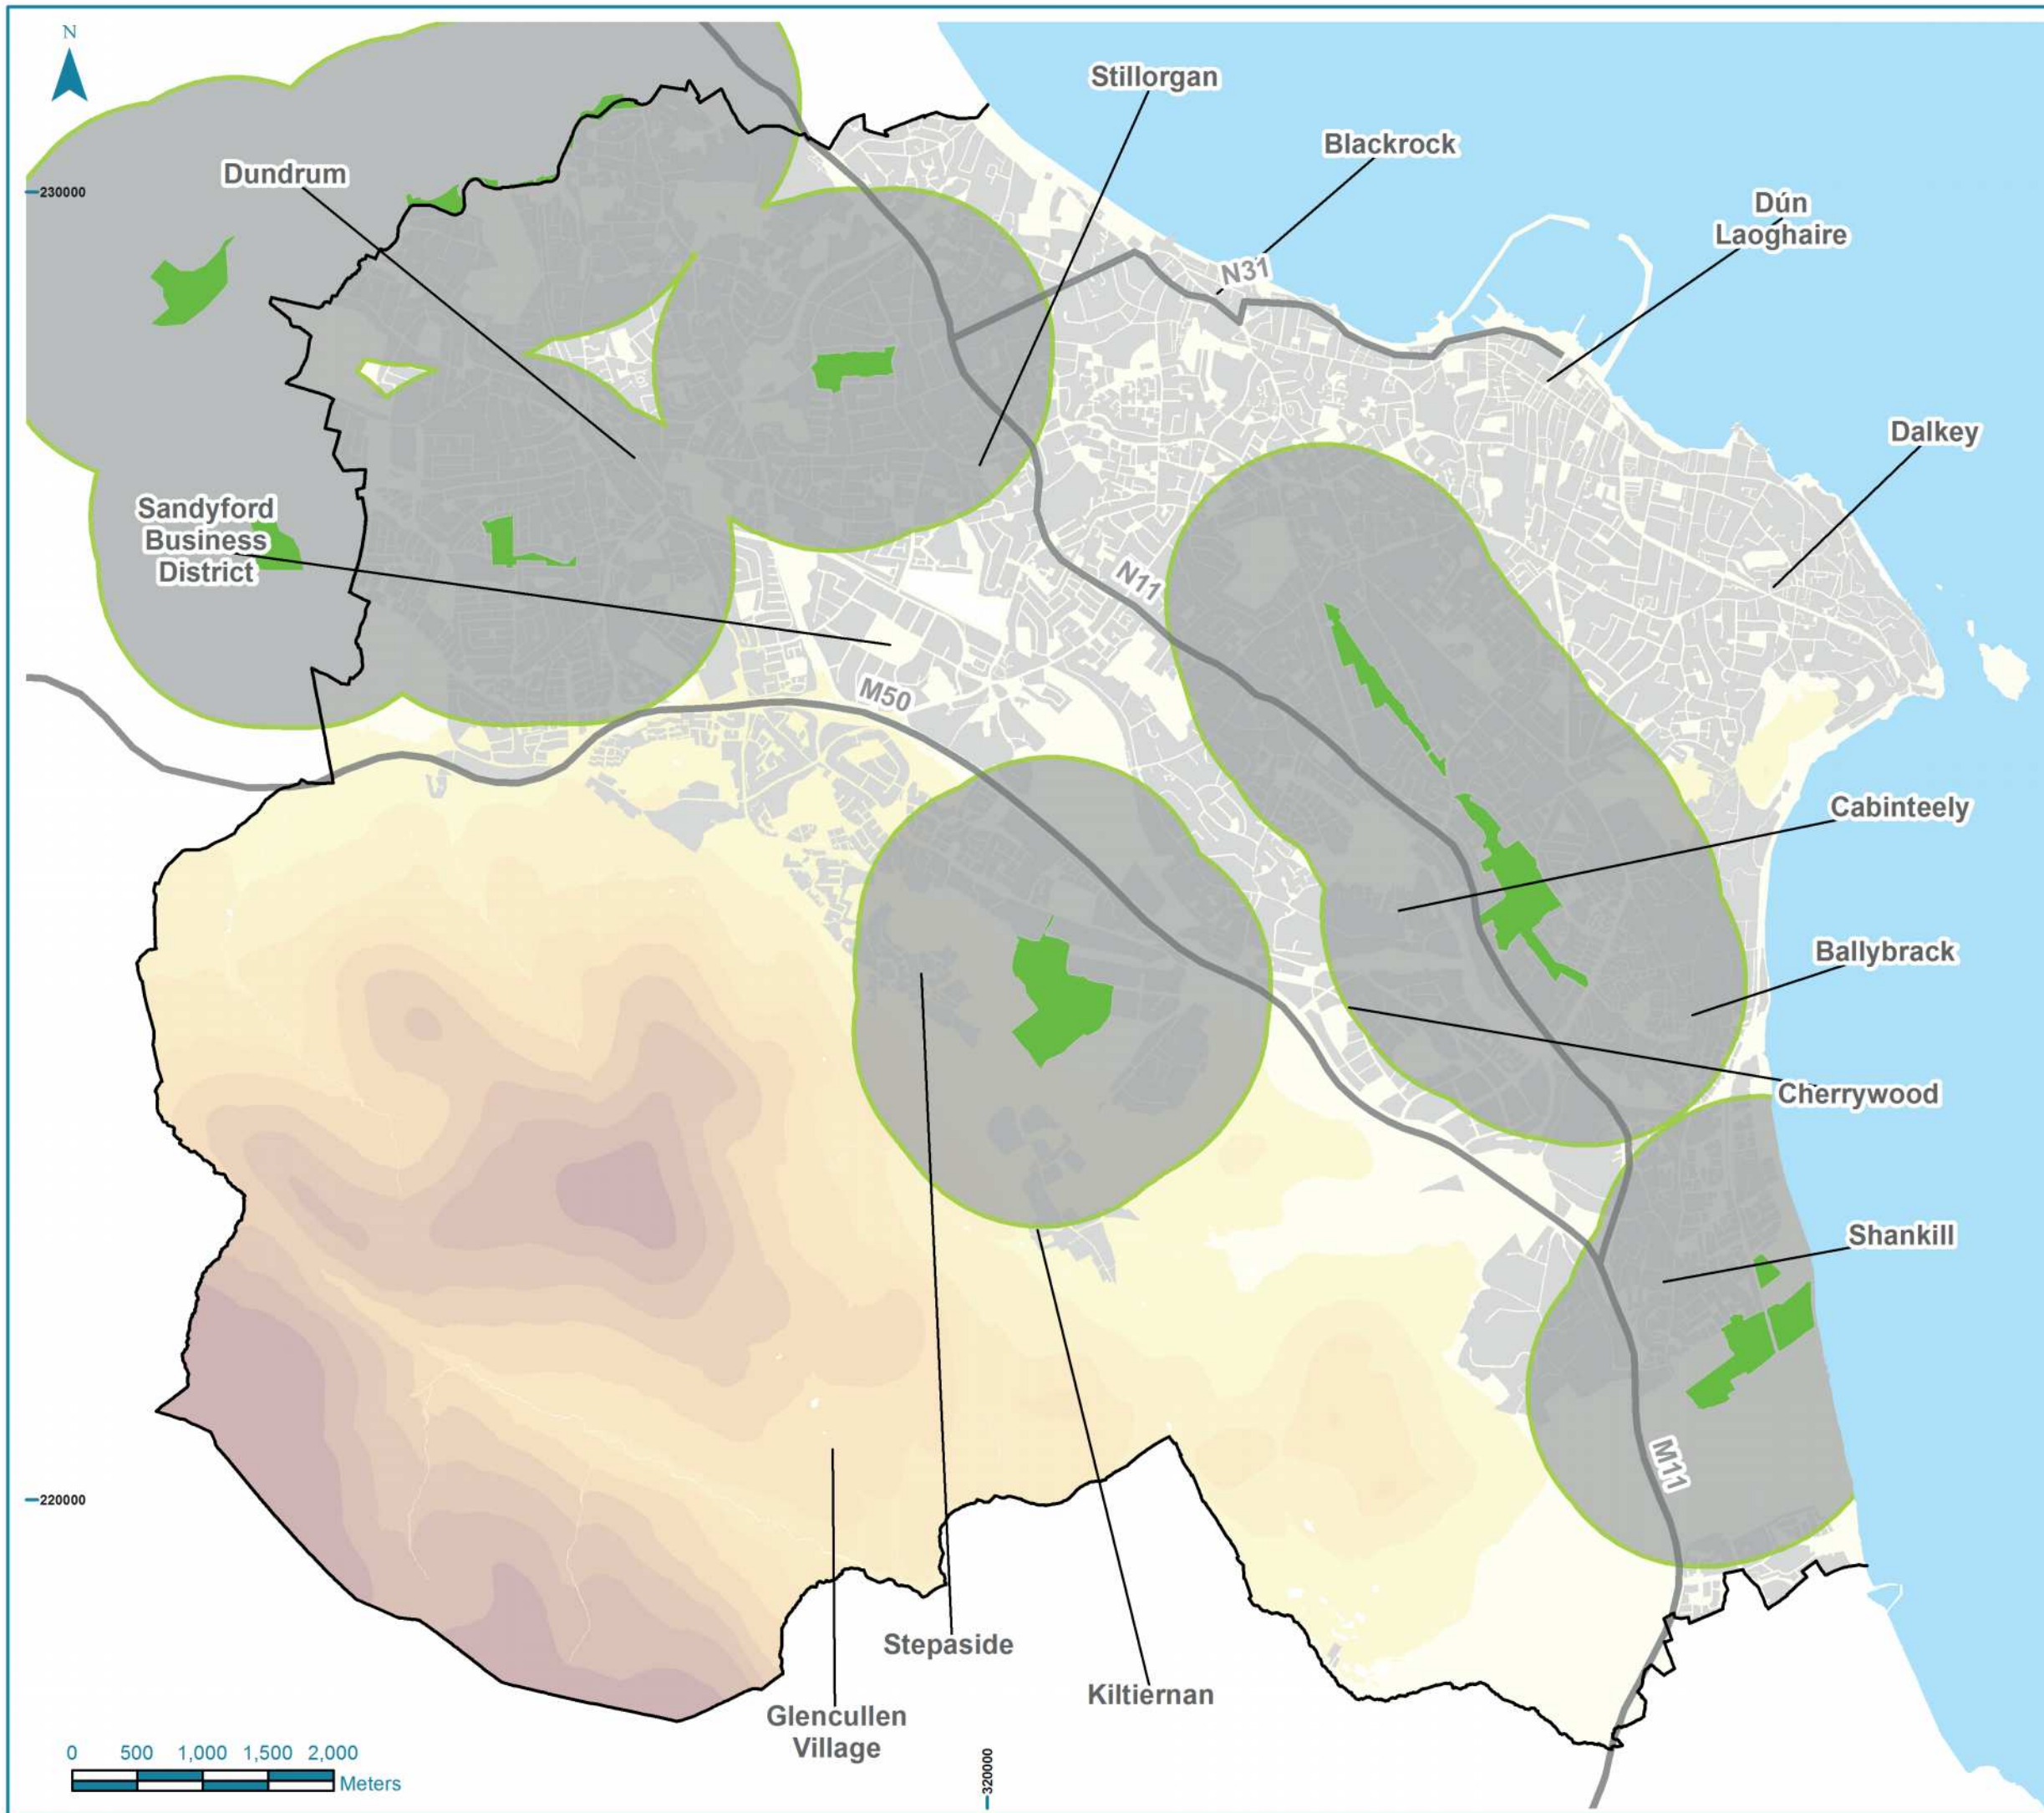 N
Stillorgan
Blackrock
Dundrum
230000
Dún
Laoghaire
N31
Dalkey
Sandyford
Business
District
N11
M50
Cabinteely
Ballybrack
Cherrywood
Shankill
M11
220000
Stepaside
Kiltiernan
Glencullen
Village
0 500 1,000 1,500 2,000
Meters
320000